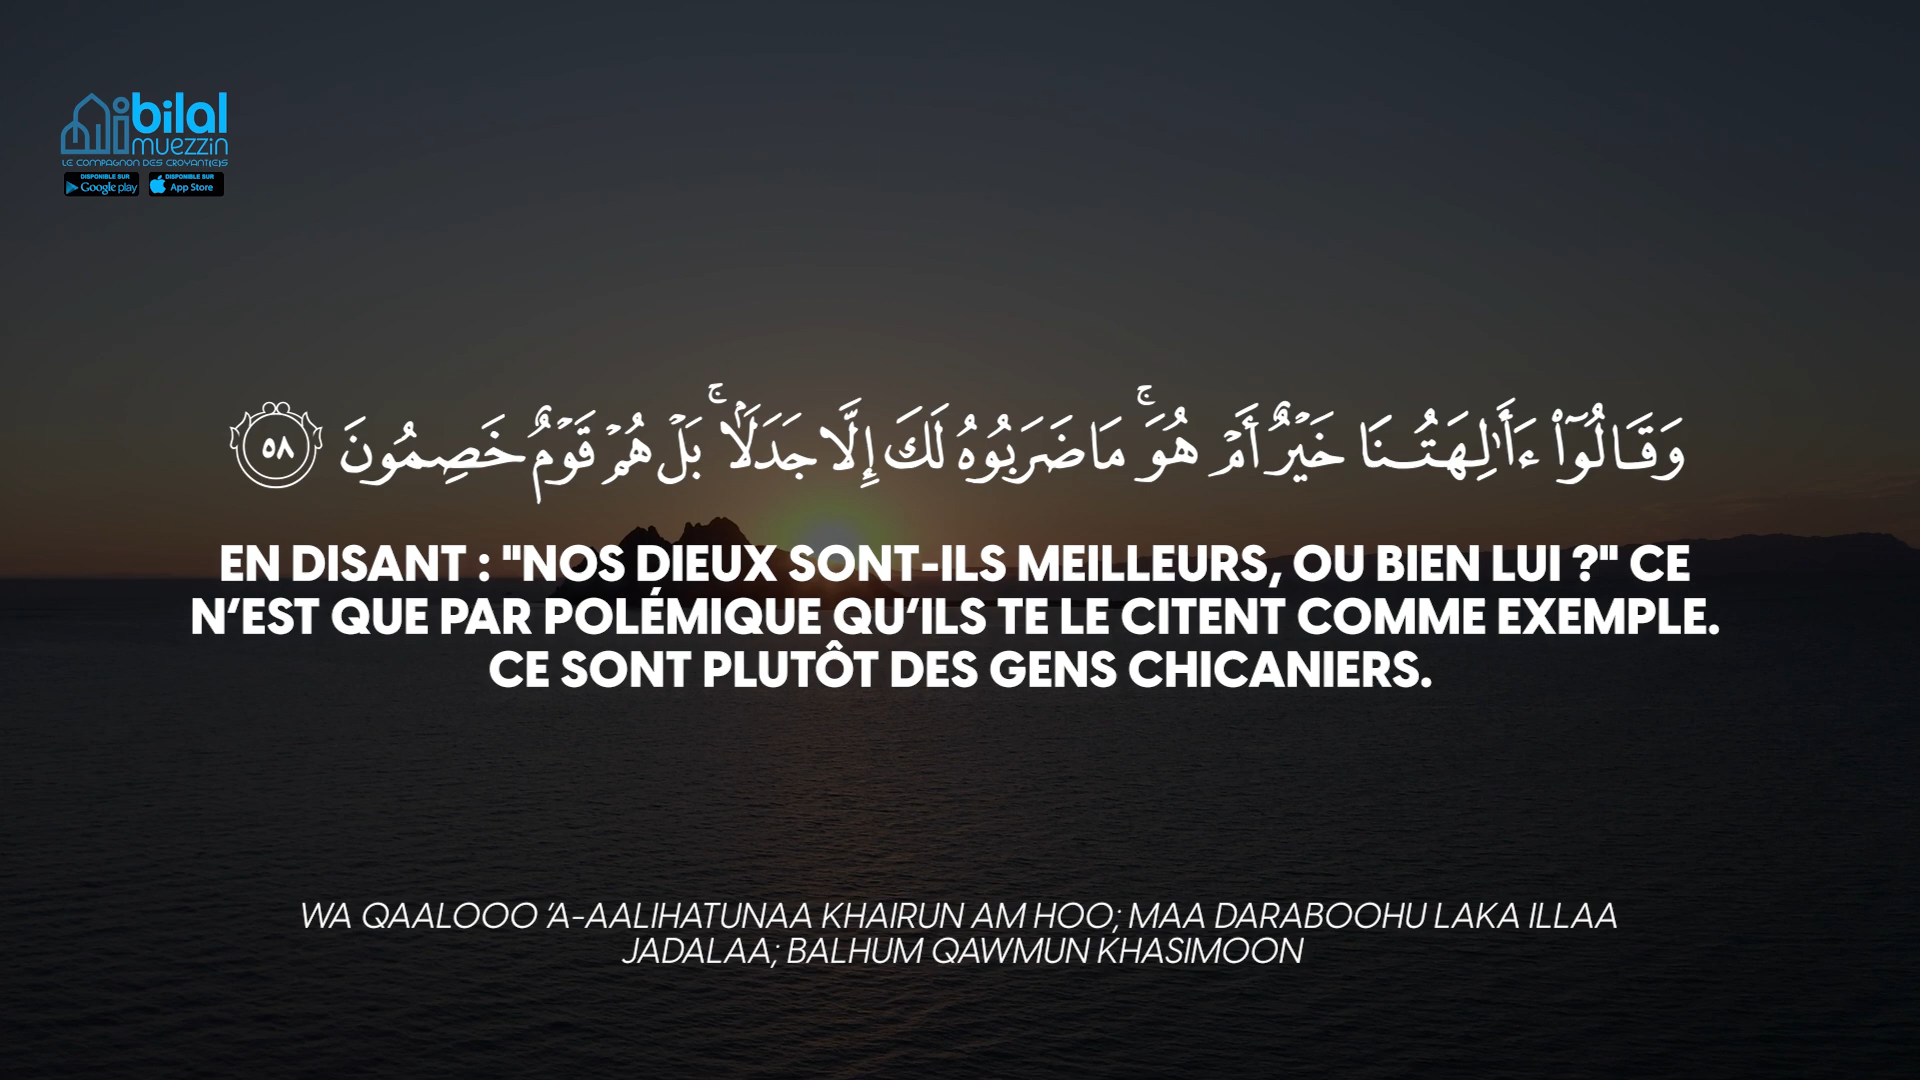 bilal
muezzin
LE COMPAGNON DES CROYANT(E)S
DISPONIBLE SUR
Google play
DISPONIBLE SUR
App Store
وَقَالُوٓا۟ ءَأَٰلِهَتُنَا خَيْرٌ أَمْ هُوَ ۚ مَا ضَرَبُوهُ لَكَ إِلَّا جَدَلًۢا ۚ بَلْ هُمْ قَوْمٌ خَصِمُونَ ٥٨
EN DISANT : "NOS DIEUX SONT-ILS MEILLEURS, OU BIEN LUI ?" CE
N'EST QUE PAR POLÉMIQUE QU'ILS TE LE CITENT COMME EXEMPLE.
CE SONT PLUTÔT DES GENS CHICANIERS.
WA QAALOOO 'A-AALIHATUNAA KHAIRUN AM HOO; MAA DARABOOHU LAKA ILLAA
JADALAA; BALHUM QAWMUN KHASIMOON